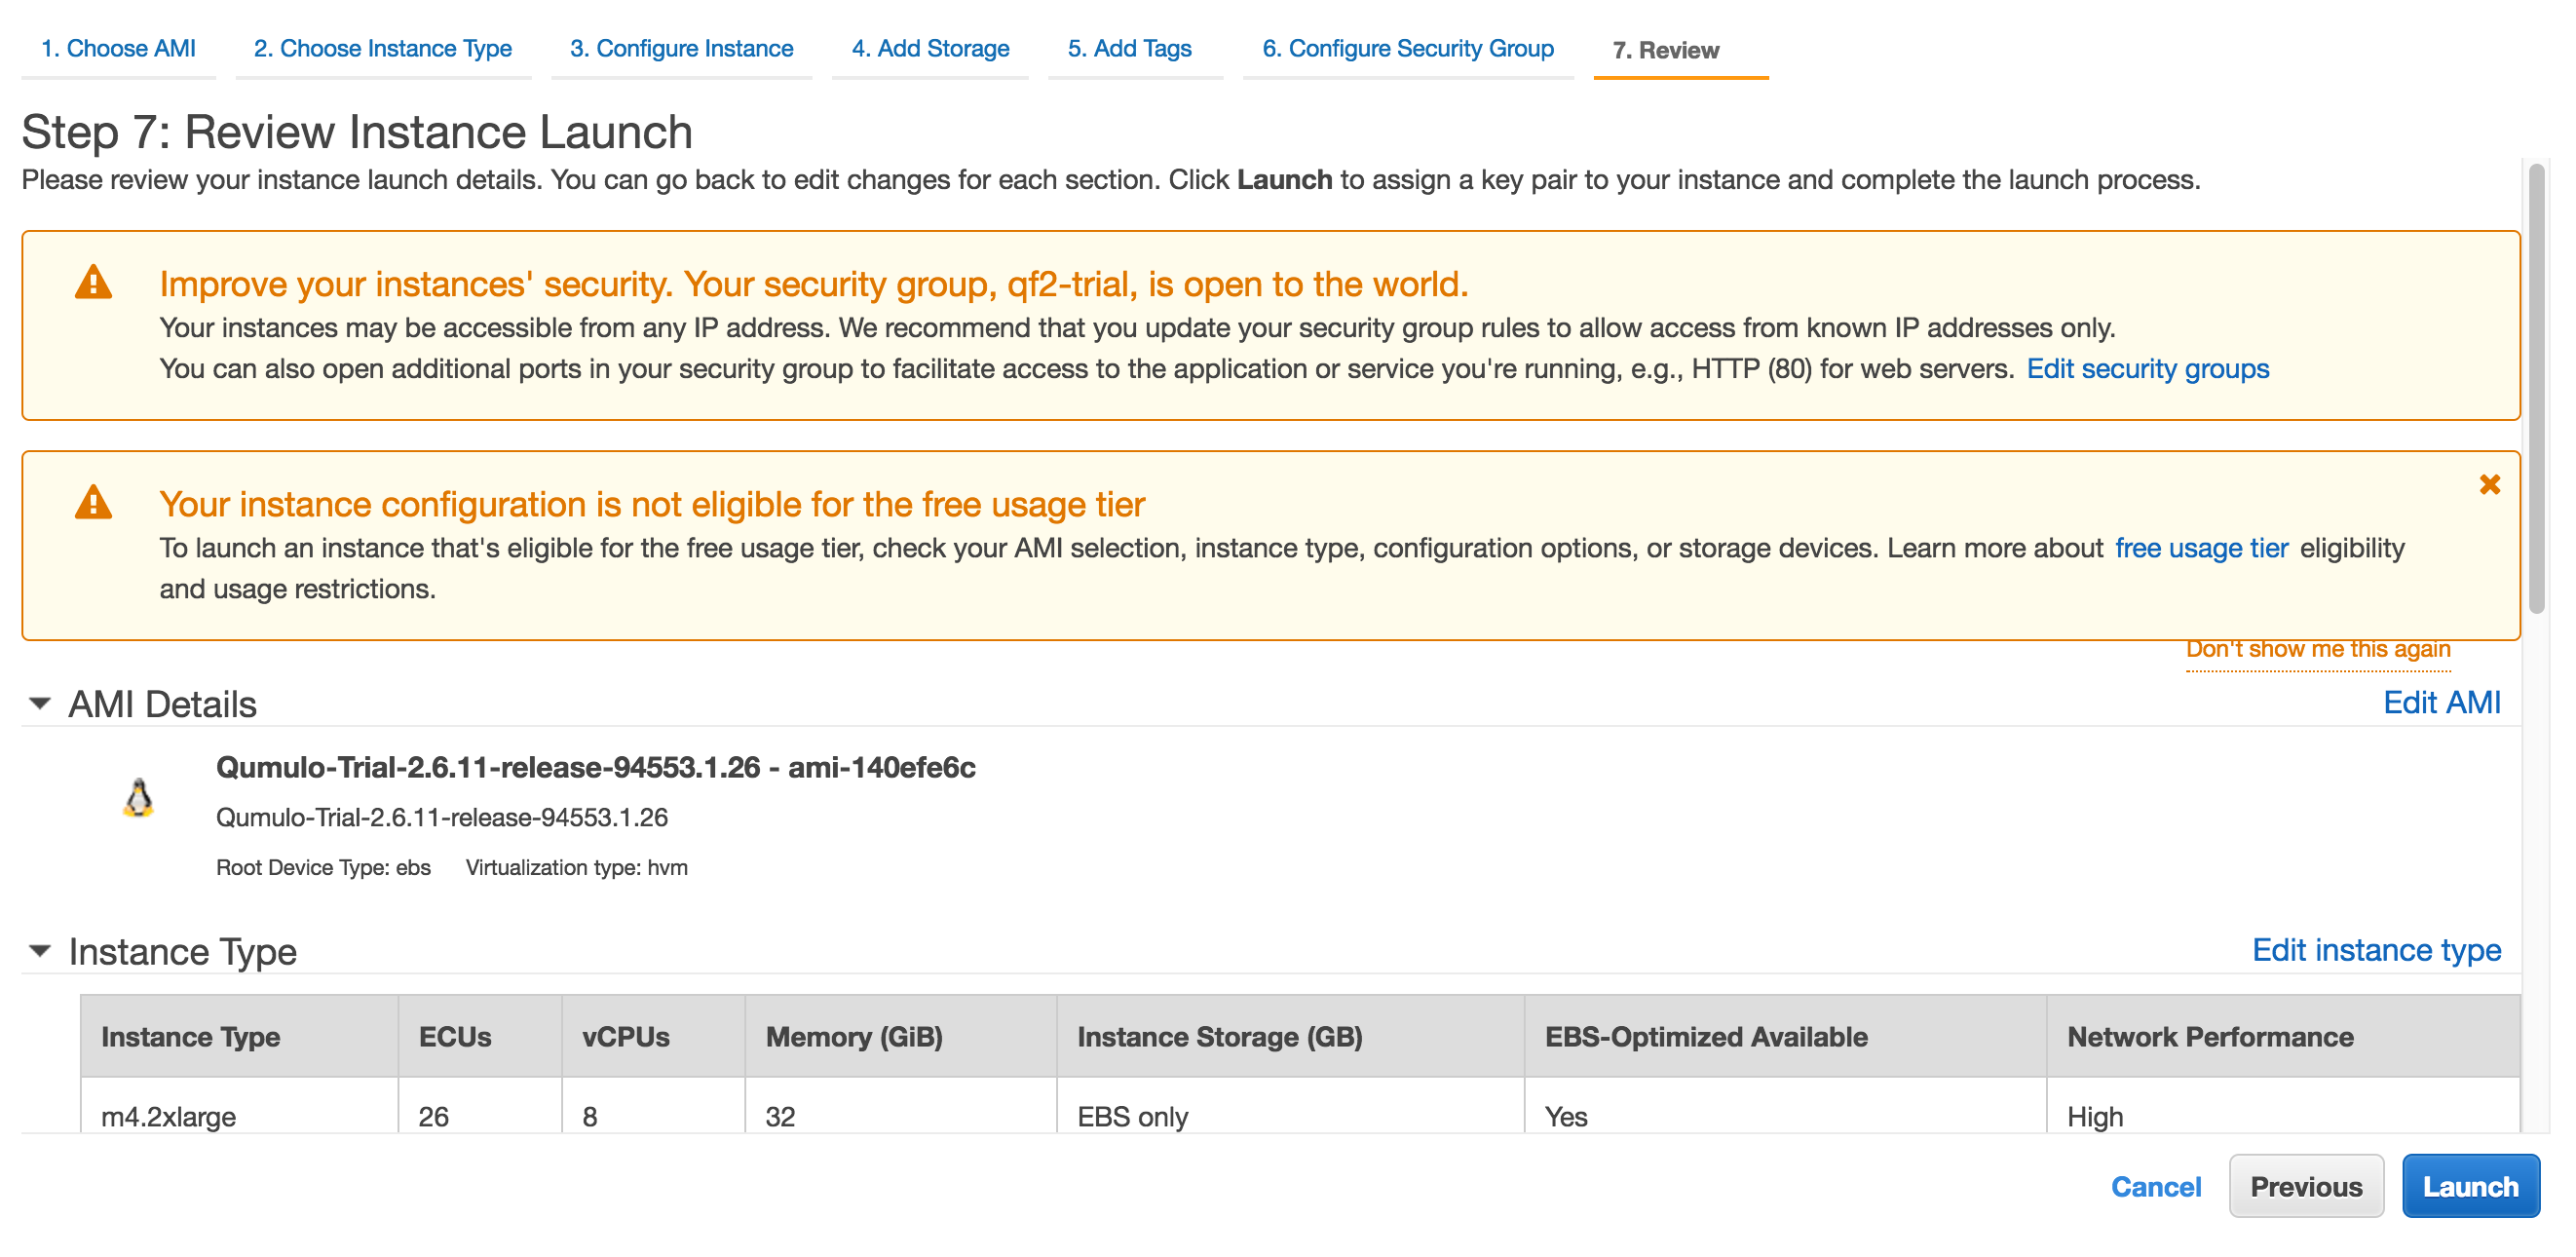 1. Choose AMI 2. Choose Instance Type 3. Configure Instance 4. Add Storage 5. Add Tags 6. Configure Security Group 7. Review
Step 7: Review Instance Launch
Please review your instance launch details. You can go back to edit changes for each section. Click Launch to assign a key pair to your instance and complete the launch process.
Improve your instances' security. Your security group, qf2-trial, is open to the world.
Your instances may be accessible from any IP address. We recommend that you update your security group rules to allow access from known IP addresses only.
You can also open additional ports in your security group to facilitate access to the application or service you're running, e.g., HTTP (80) for web servers. Edit security groups
Your instance configuration is not eligible for the free usage tier
To launch an instance that's eligible for the free usage tier, check your AMI selection, instance type, configuration options, or storage devices. Learn more about free usage tier eligibility
and usage restrictions.
Don't show me this again
AMI Details Edit AMI
Qumulo-Trial-2.6.11-release-94553.1.26 - ami-140efe6c
Qumulo-Trial-2.6.11-release-94553.1.26
Root Device Type: ebs Virtualization type: hvm
Instance Type Edit instance type
Instance Type ECUs vCPUs Memory (GiB) Instance Storage (GB) EBS-Optimized Available Network Performance
m4.2xlarge 26 8 32 EBS only Yes High
Cancel Previous Launch